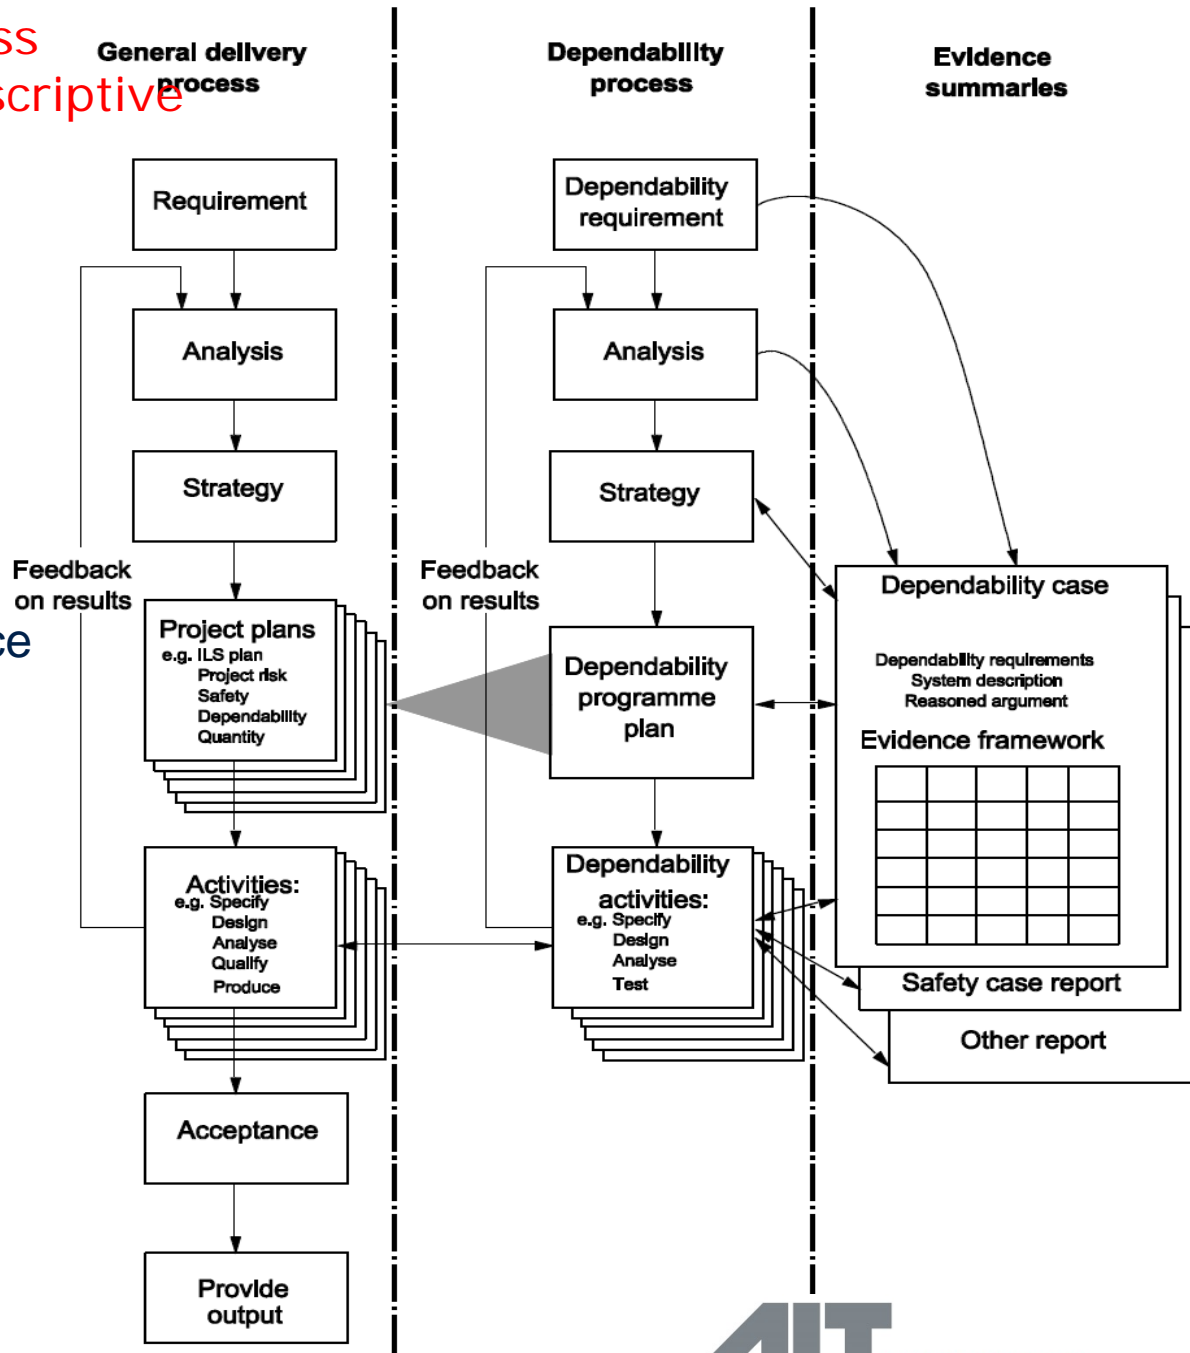 ss
scriptive
General delivery
process
Dependability
process
Evidence
summaries
Requirement
Analysis
Strategy
Feedback
on results
ce
Project plans
e.g. ILS plan
Project risk
Safety
Dependability
Quantity
Activities:
e.g. Specify
Design
Analyse
Qualify
Produce
Acceptance
Provide
output
Dependability
requirement
Analysis
Strategy
Feedback
on results
Dependability
programme
plan
Dependability
activities:
e.g. Specify
Design
Analyse
Test
Dependability case
Dependability requirements
System description
Reasoned argument
Evidence framework
Safety case report
Other report
AIT